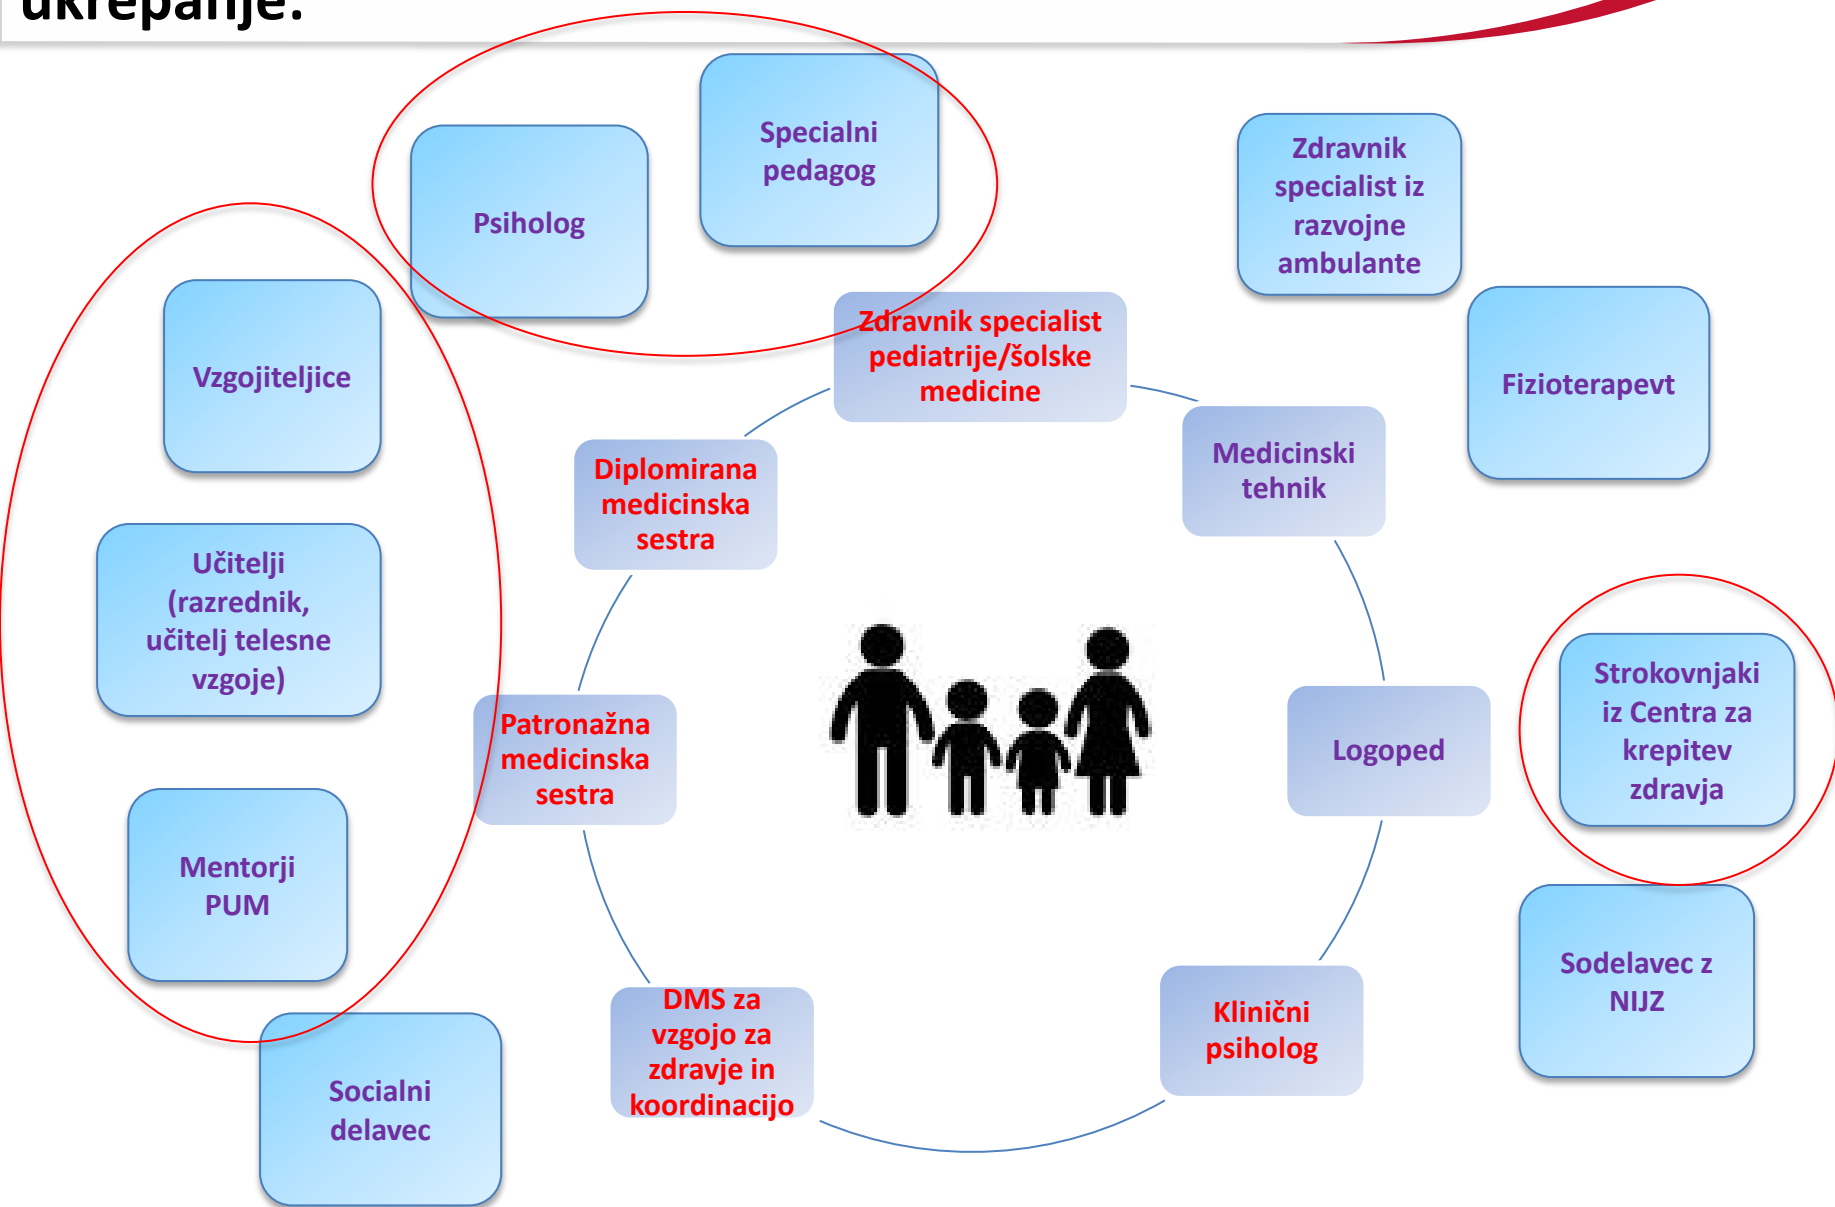 ukrepanje:
Specialni
pedagog
Psiholog
Zdravnik
specialist iz
razvojne
ambulante
Vzgojiteljice
Zdravnik specialist
pediatrije/šolske
medicine
Fizioterapevt
Diplomirana
medicinska
sestra
Medicinski
tehnik
Učitelji
(razrednik,
učitelj telesne
vzgoje)
Patronažna
medicinska
sestra
Logoped
Strokovnjaki
iz Centra za
krepitev
zdravja
Mentorji
PUM
DMS za
vzgojo za
zdravje in
koordinacijo
Klinični
psiholog
Sodelavec z
NIJZ
Socialni
delavec